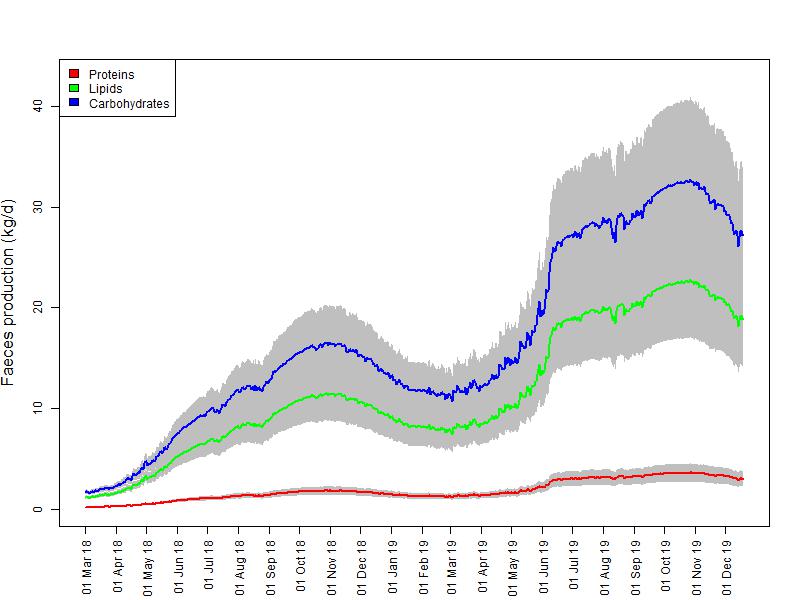 Proteins
Lipids
Carbohydrates
Faeces production (kg/d)
40
30
20
10
0
01 Mar 18
01 Apr 18
01 May 18
01 Jun 18
01 Jul 18
01 Aug 18
01 Sep 18
01 Oct 18
01 Nov 18
01 Dec 18
01 Jan 19
01 Feb 19
01 Mar 19
01 Apr 19
01 May 19
01 Jun 19
01 Jul 19
01 Aug 19
01 Sep 19
01 Oct 19
01 Nov 19
01 Dec 19